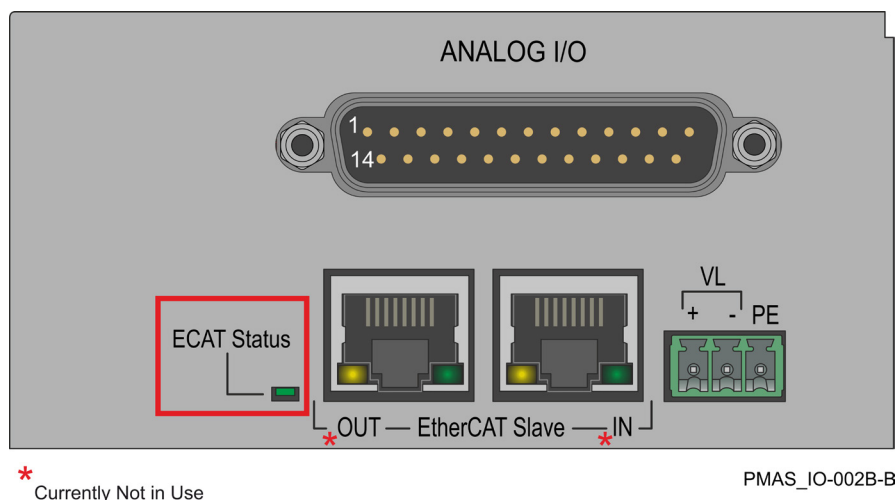 ANALOG I/O
1
14
VL
+ - PE
ECAT Status
*OUT — EtherCAT Slave — *IN
*
Currently Not in Use
PMAS_IO-002B-B